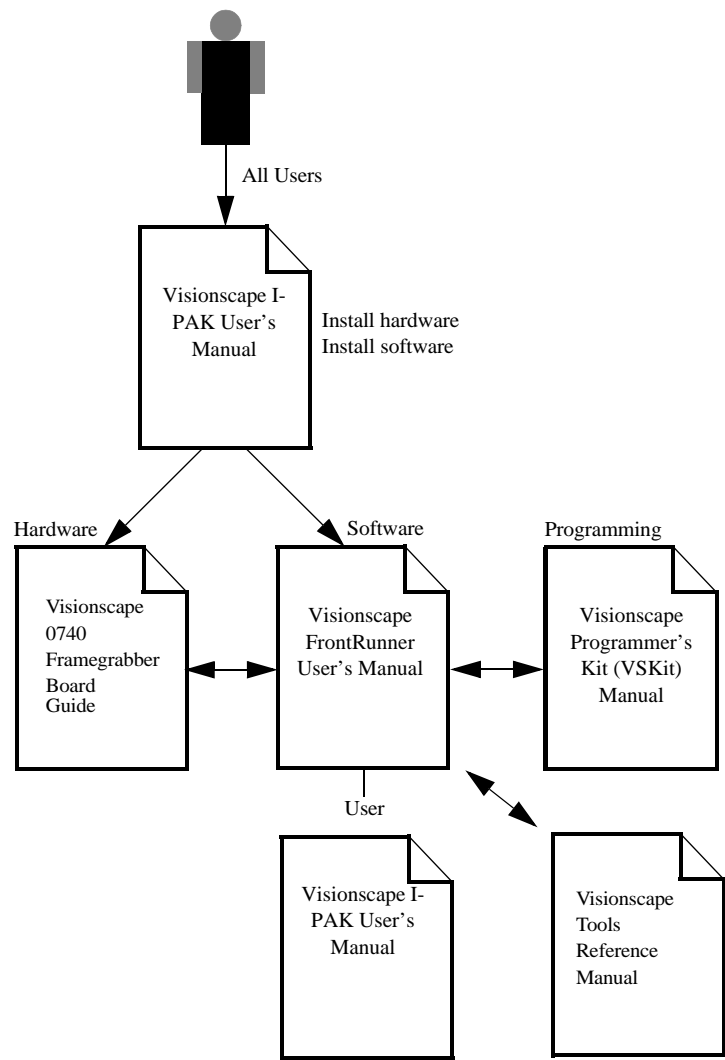 All Users
Visionscape I-
PAK User’s
Manual
Install hardware
Install software
Hardware
Software
Programming
Visionscape
0740
Framegrabber
Board
Guide
Visionscape
FrontRunner
User’s Manual
Visionscape
Programmer’s
Kit (VSKit)
Manual
User
Visionscape I-
PAK User’s
Manual
Visionscape
Tools
Reference
Manual